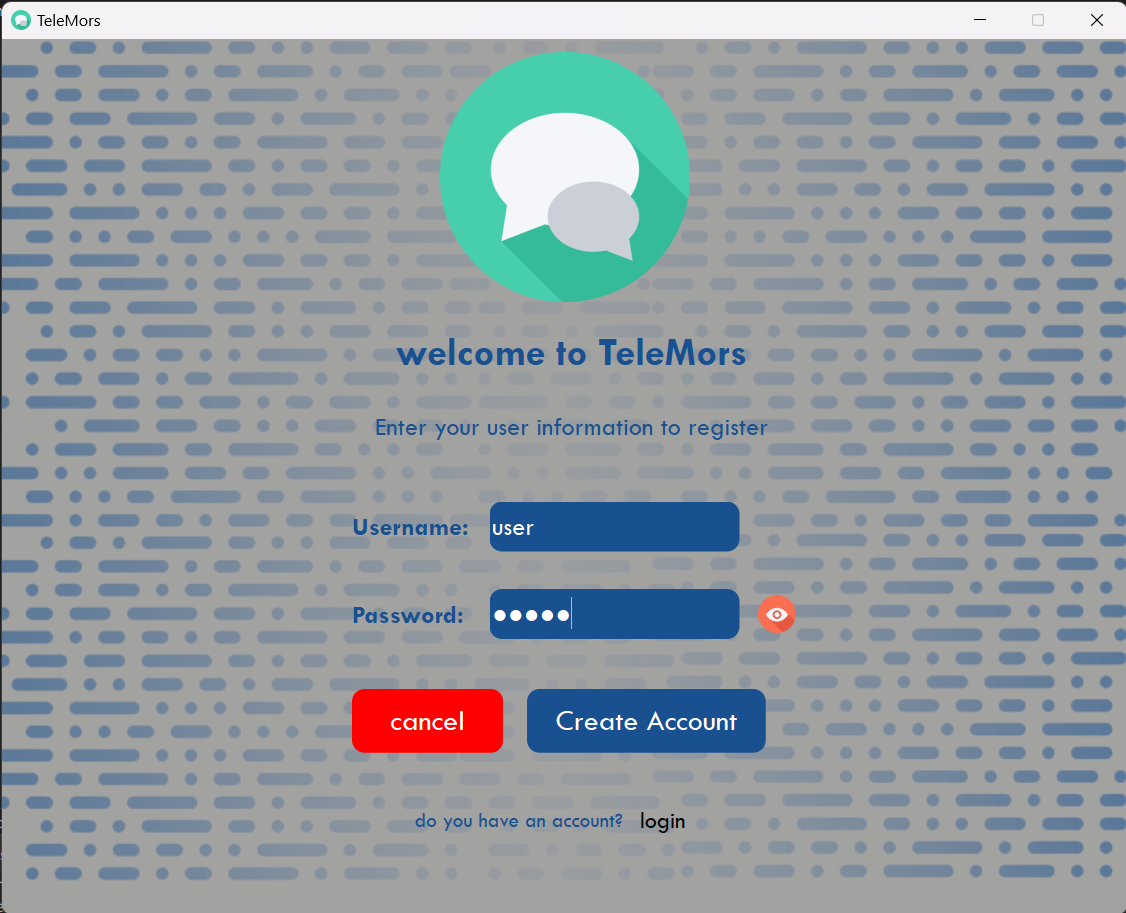 TeleMors
welcome to TeleMors
Enter your user information to register
Username: user
Password: ●●●●●
cancel Create Account
do you have an account? login